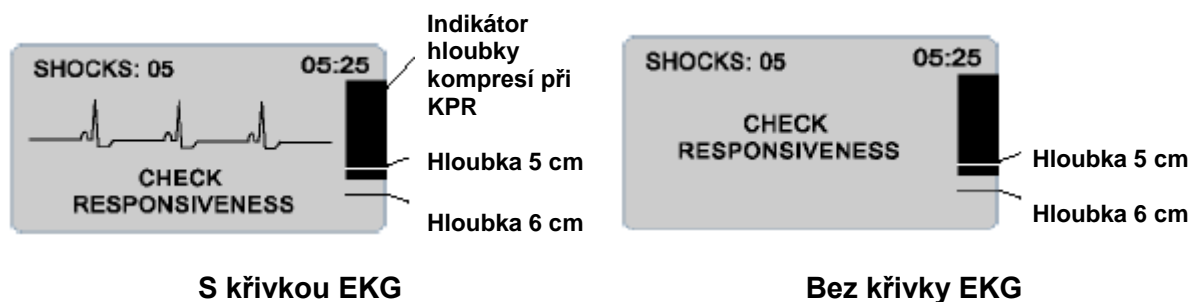 SHOCKS: 05 05:25
CHECK
RESPONSIVENESS
Indikátor
hloubky
kompresí při
KPR
Hloubka 5 cm
Hloubka 6 cm
S křivkou EKG
SHOCKS: 05 05:25
CHECK
RESPONSIVENESS
Hloubka 5 cm
Hloubka 6 cm
Bez křivky EKG